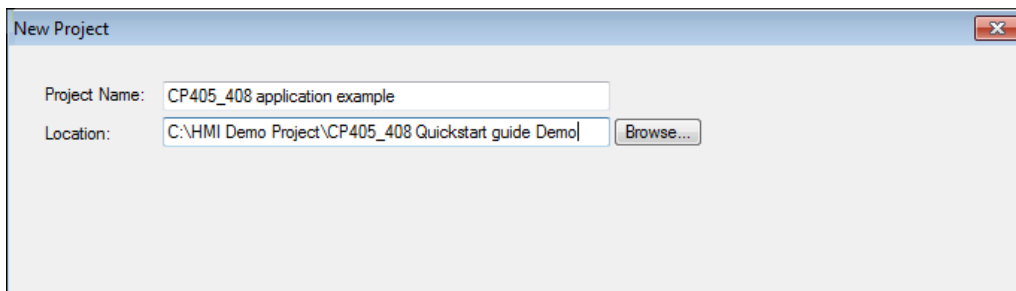 New Project
Project Name: CP405_408 application example
Location: C:\HMI Demo Project\CP405_408 Quickstart guide Demo Browse...